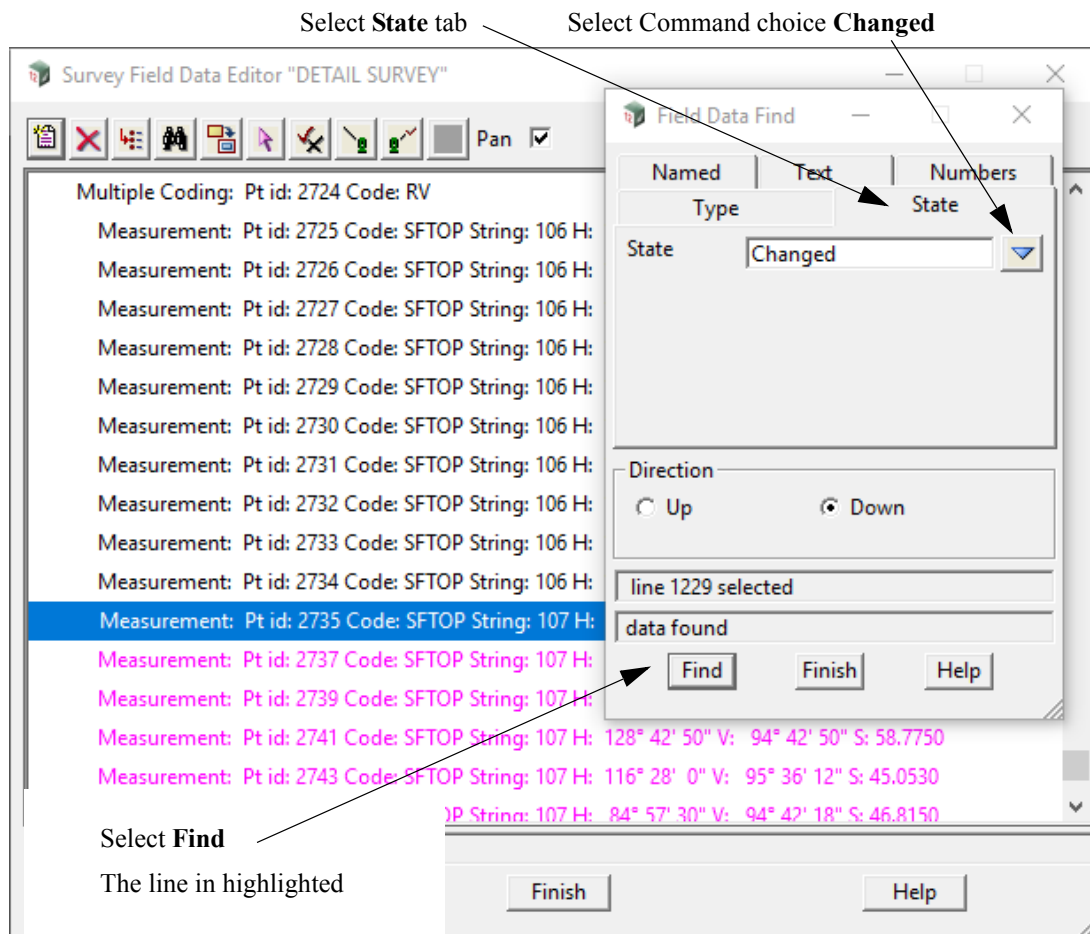 Select State tab
Select Command choice Changed
Survey Field Data Editor "DETAIL SURVEY"
Pan
Multiple Coding: Pt id: 2724 Code: RV
Measurement: Pt id: 2725 Code: SFTOP String: 106 H:
Measurement: Pt id: 2726 Code: SFTOP String: 106 H:
Measurement: Pt id: 2727 Code: SFTOP String: 106 H:
Measurement: Pt id: 2728 Code: SFTOP String: 106 H:
Measurement: Pt id: 2729 Code: SFTOP String: 106 H:
Measurement: Pt id: 2730 Code: SFTOP String: 106 H:
Measurement: Pt id: 2731 Code: SFTOP String: 106 H:
Measurement: Pt id: 2732 Code: SFTOP String: 106 H:
Measurement: Pt id: 2733 Code: SFTOP String: 106 H:
Measurement: Pt id: 2734 Code: SFTOP String: 106 H:
Measurement: Pt id: 2735 Code: SFTOP String: 107 H:
Measurement: Pt id: 2737 Code: SFTOP String: 107 H:
Measurement: Pt id: 2739 Code: SFTOP String: 107 H:
Measurement: Pt id: 2741 Code: SFTOP String: 107 H: 128° 42' 50" V: 94° 42' 50" S: 58.7750
Measurement: Pt id: 2743 Code: SFTOP String: 107 H: 116° 28' 0" V: 95° 36' 12" S: 45.0530
OP String: 107 H: 84° 57' 30" V: 94° 42' 18" S: 46.8150
Field Data Find
Named Text Numbers
Type State
State Changed
Direction
Up Down
line 1229 selected
data found
Find Finish Help
Select Find
The line in highlighted
Finish Help